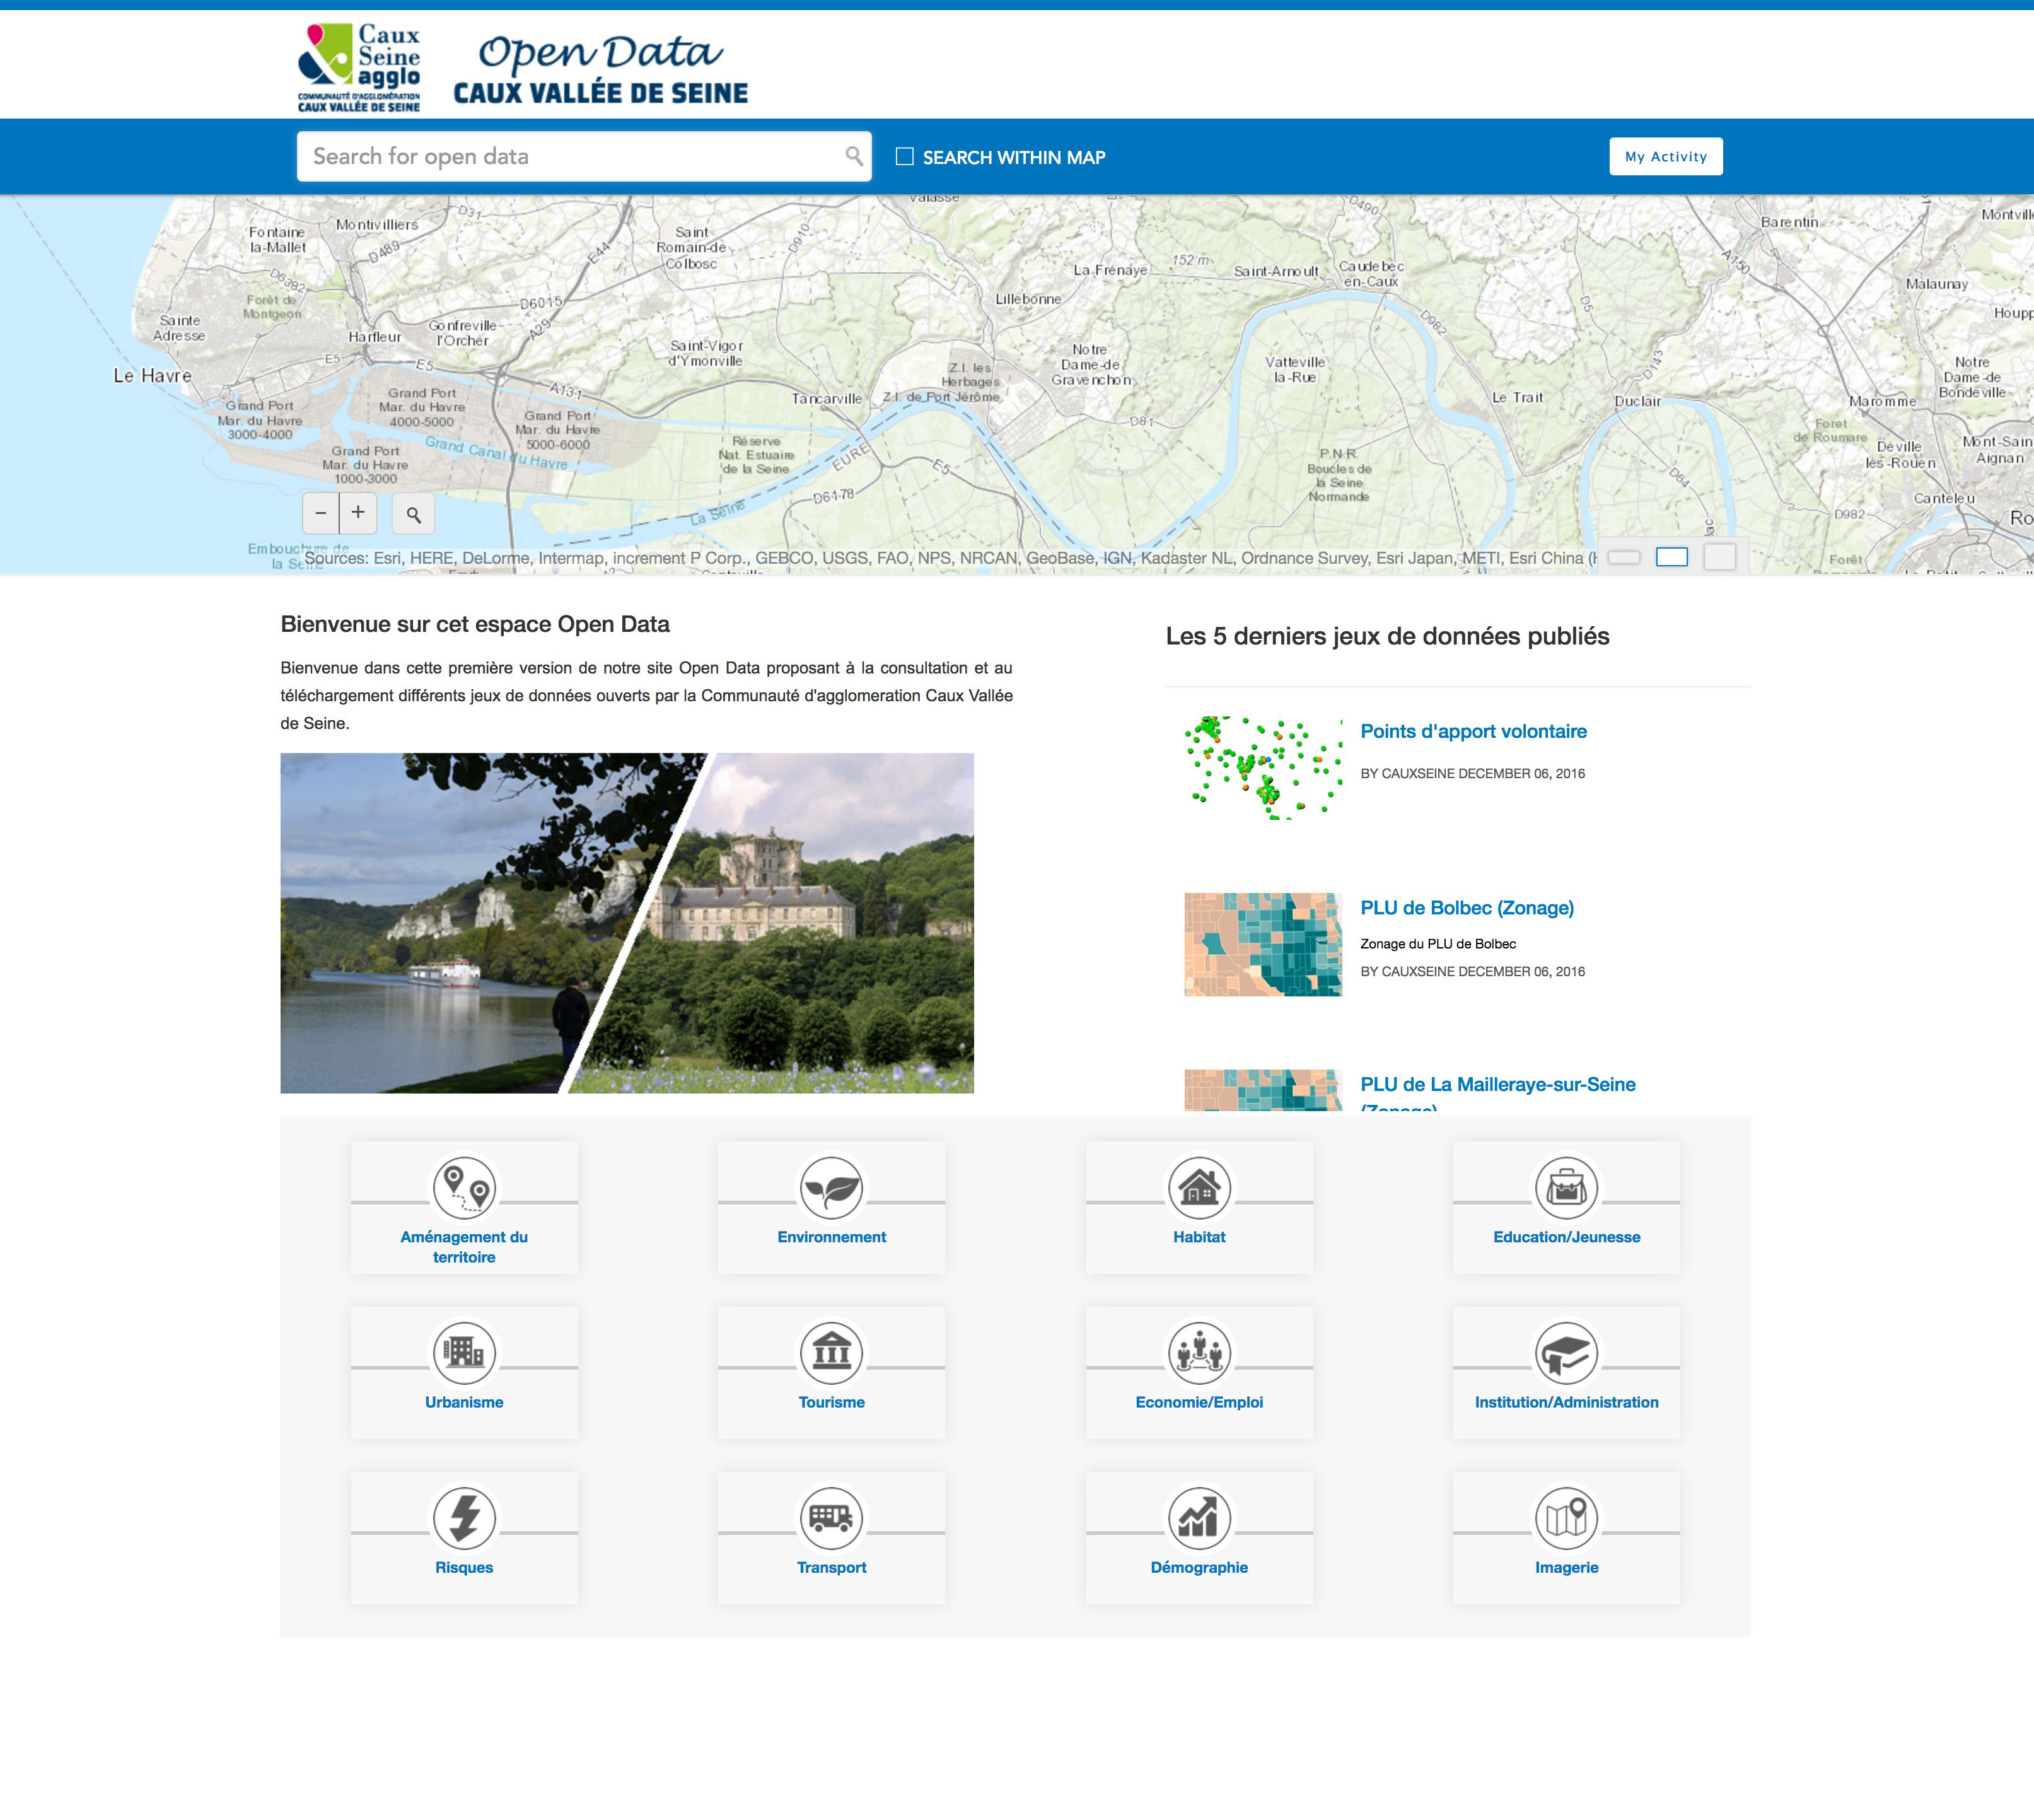 Caux
Seine
agglo
COMMUNAUTÉ D'AGGLOMÉRATION
CAUX VALLÉE DE SEINE
Open Data
CAUX VALLÉE DE SEINE
Search for open data
SEARCH WITHIN MAP
My Activity
Valasse
D31
D490
Montivilliers
Fontaine
la-Mallet
D489
E44
Saint
Romain-de
Colbosc
D910
La Frenaye
152 m
Saint-Arnoult
Caudebec
en-Caux
Barentin
A150
Malaunay
D6382
Forêt de
Montgeon
Sainte
Adresse
Harfleur
Gonfreville
l'Orcher
D6015
A29
Lillebonne
D982
D5
Saint-Vigor
d'Ymonville
Notre
Dame-de
Gravenchon
Vatteville
la-Rue
D143
Notre
Dame-de
Bondeville
Le Havre
E5
E5
A131
Z.I. les
Herbages
Z.I. de Port Jérôme
Tancarville
Le Trait
Duclair
Maromme
Grand Port
Mar. du Havre
3000-4000
Grand Port
Mar. du Havre
4000-5000
Grand Port
Mar. du Havre
5000-6000
Grand Canal du Havre
Grand Port
Mar. du Havre
1000-3000
Réserve
Nat. Estuaire
de la Seine
EURE
E5
D81
P.N.R.
Boucles de
la Seine
Normande
D64
Foret
de Roumare
Déville
les-Rouen
Mont-Sain
Aignan
D6178
La Seine
Canteleu
D982
Forêt
Embouchure de
la Seine
Sources: Esri, HERE, DeLorme, Intermap, increment P Corp., GEBCO, USGS, FAO, NPS, NRCAN, GeoBase, IGN, Kadaster NL, Ordnance Survey, Esri Japan, METI, Esri China (H
Bienvenue sur cet espace Open Data
Bienvenue dans cette première version de notre site Open Data proposant à la consultation et au
téléchargement différents jeux de données ouverts par la Communauté d'agglomeration Caux Vallée
de Seine.
Les 5 derniers jeux de données publiés
Points d'apport volontaire
BY CAUXSEINE DECEMBER 06, 2016
PLU de Bolbec (Zonage)
Zonage du PLU de Bolbec
BY CAUXSEINE DECEMBER 06, 2016
PLU de La Mailleraye-sur-Seine
(Zonage)
Aménagement du
territoire
Environnement
Habitat
Education/Jeunesse
Urbanisme
Tourisme
Economie/Emploi
Institution/Administration
Risques
Transport
Démographie
Imagerie